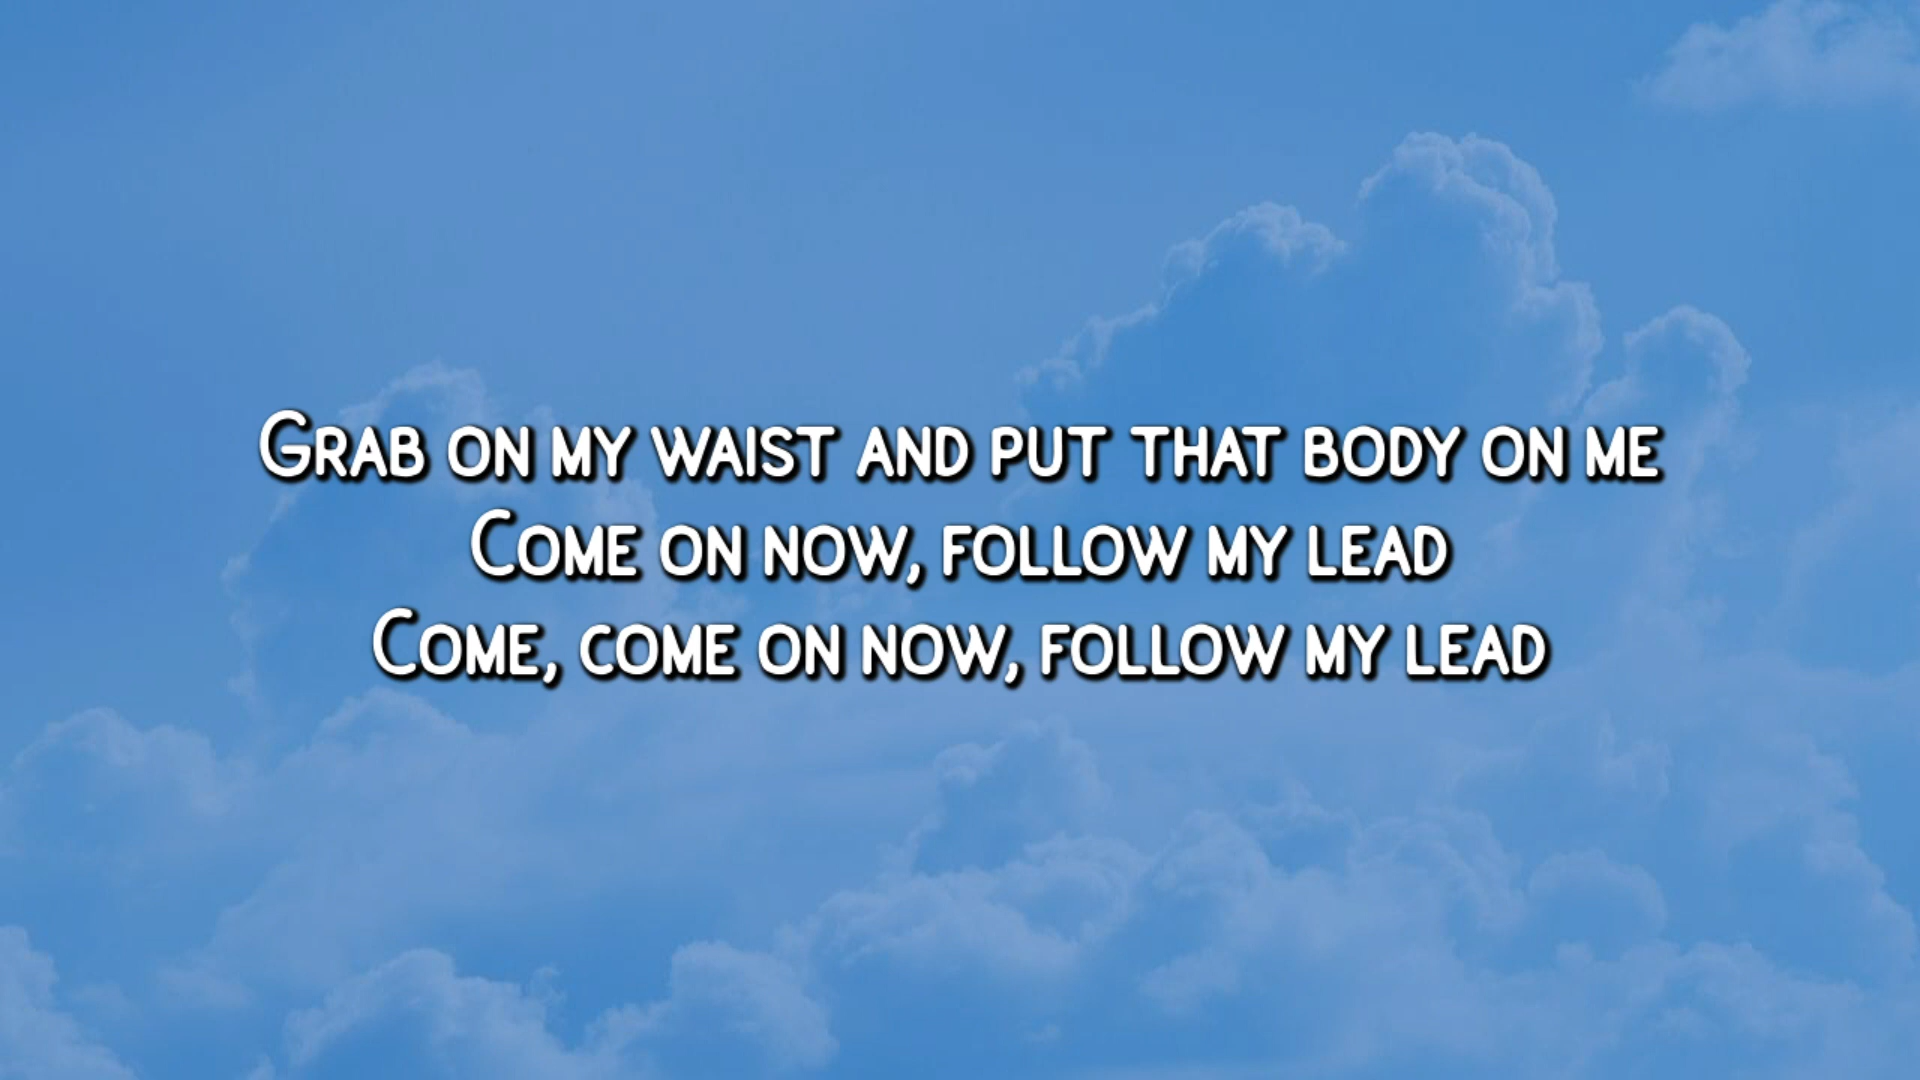 Grab on my waist and put that body on me
Come on now, follow my lead
Come, come on now, follow my lead